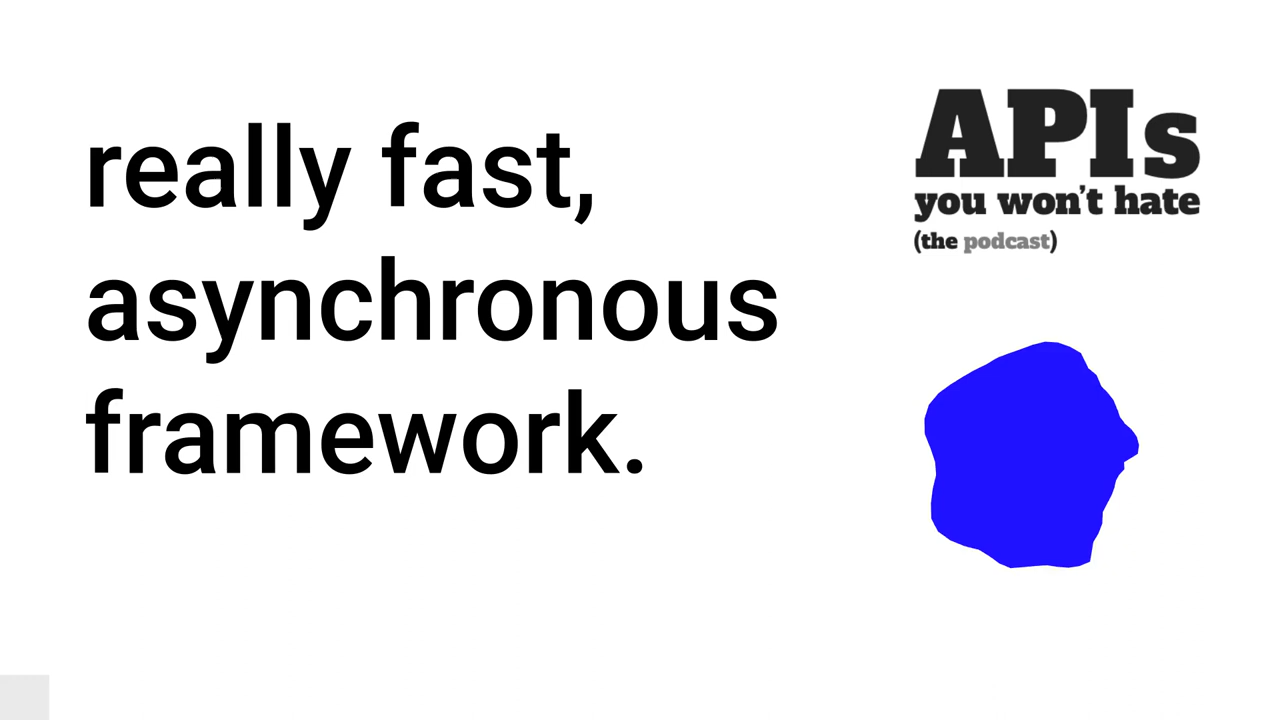 really fast,
asynchronous
framework.
APIs
you won't hate
(the podcast)